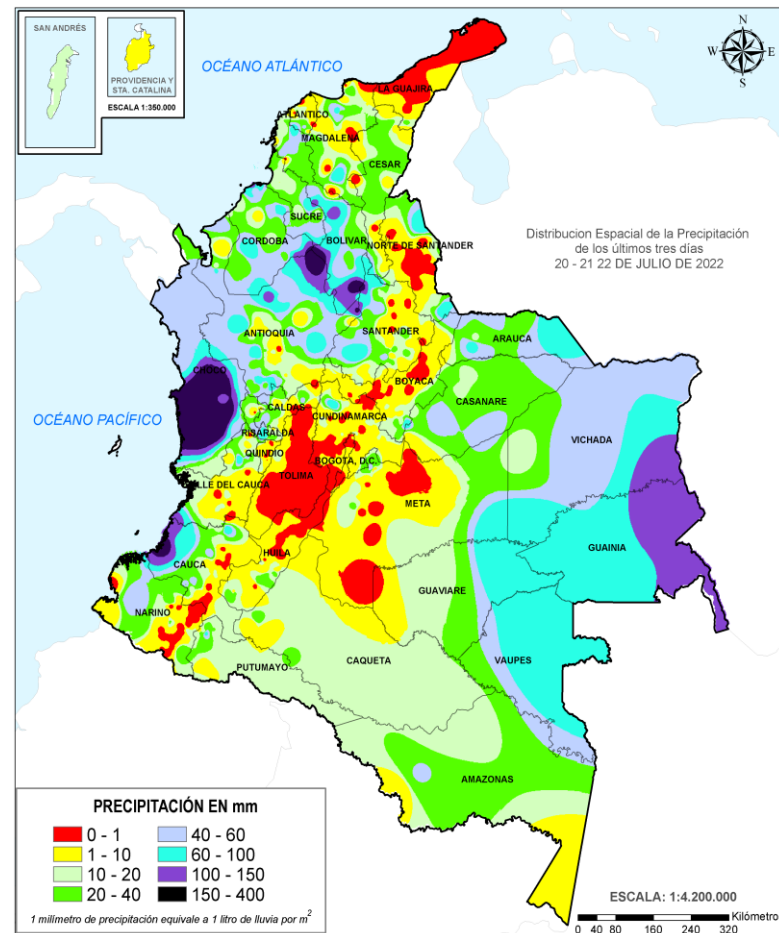 SAN ANDRÉS
PROVIDENCIA Y
STA. CATALINA
ESCALA 1:350.000
OCÉANO ATLÁNTICO
N
W
E
S
LA GUAJIRA
ATLANTICO
MAGDALENA
CESAR
SUCRE
CORDOBA
BOLIVAR
NORTE DE SANTANDER
Distribucion Espacial de la Precipitación
de los últimos tres días
20 - 21 22 DE JULIO DE 2022
ANTIOQUIA
SANTANDER
ARAUCA
CHOCO
BOYACA
CASANARE
OCÉANO PACÍFICO
CALDAS
CUNDINAMARCA
RISARALDA
VICHADA
QUINDIO
BOGOTA, D.C.
TOLIMA
VALLE DEL CAUCA
META
GUAINIA
HUILA
CAUCA
GUAVIARE
NARINO
CAQUETA
VAUPES
PUTUMAYO
AMAZONAS
PRECIPITACIÓN EN mm
0 - 1
40 - 60
1 - 10
60 - 100
10 - 20
100 - 150
20 - 40
150 - 400
1 milímetro de precipitación equivale a 1 litro de lluvia por m²
ESCALA: 1:4.200.000
Kilómetro
0 40 80 160 240 320